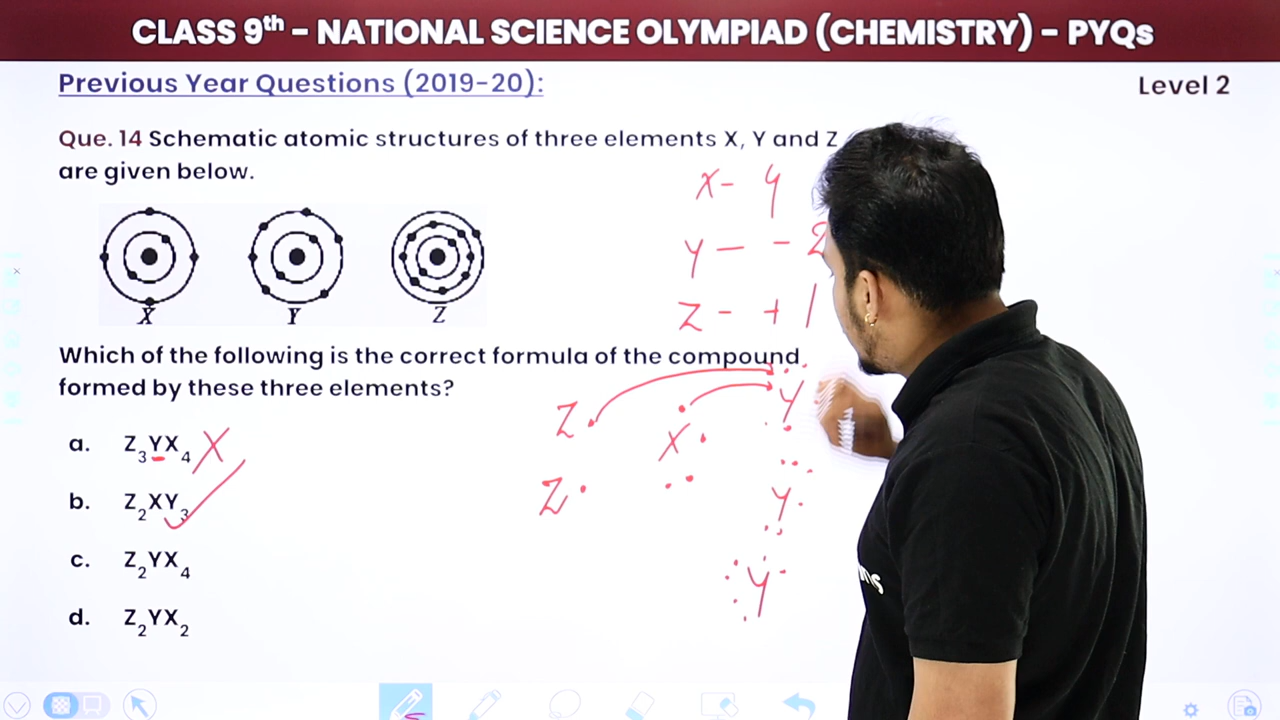 CLASS 9th – NATIONAL SCIENCE OLYMPIAD (CHEMISTRY) – PYQs
Previous Year Questions (2019-20):
Level 2
Que. 14 Schematic atomic structures of three elements X, Y and Z
are given below.
X- 4
Y - - 2
Z - + 1
X Y Z
Which of the following is the correct formula of the compound
formed by these three elements?
a. Z3YX4 X
b. Z2XY3
c. Z2YX4
d. Z2YX2
Z X Y
Z Y
Y